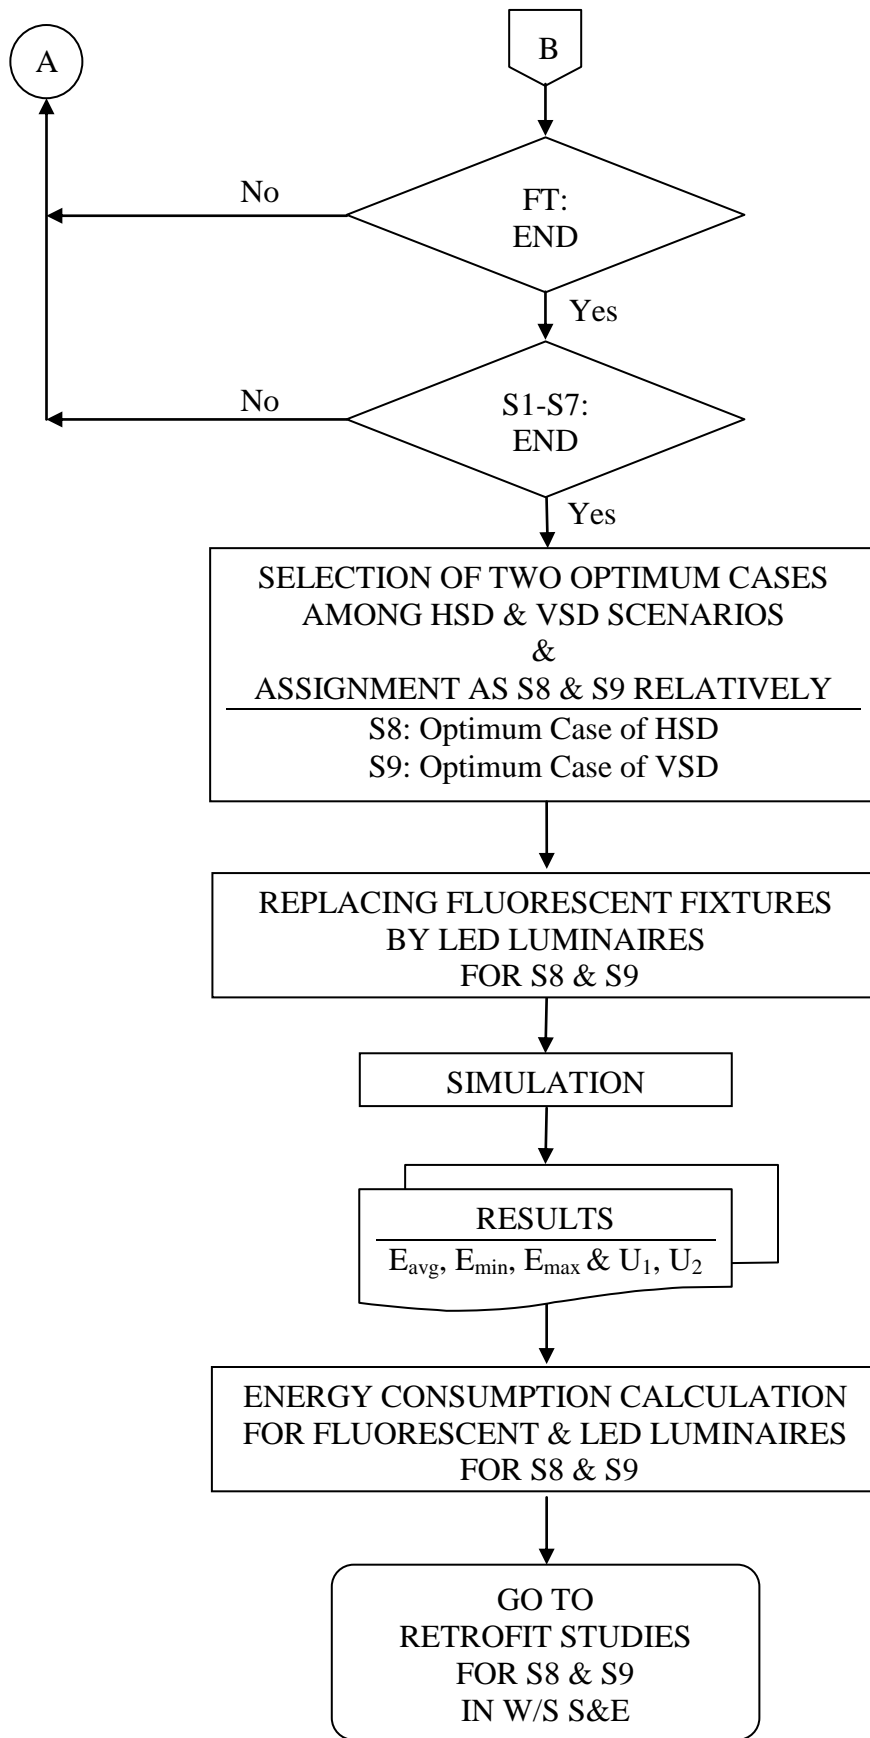 A
B
No
FT:
END
Yes
No
S1-S7:
END
Yes
SELECTION OF TWO OPTIMUM CASES
AMONG HSD & VSD SCENARIOS
&
ASSIGNMENT AS S8 & S9 RELATIVELY
S8: Optimum Case of HSD
S9: Optimum Case of VSD
REPLACING FLUORESCENT FIXTURES
BY LED LUMINAIRES
FOR S8 & S9
SIMULATION
RESULTS
Eavg, Emin, Emax & U1, U2
ENERGY CONSUMPTION CALCULATION
FOR FLUORESCENT & LED LUMINAIRES
FOR S8 & S9
GO TO
RETROFIT STUDIES
FOR S8 & S9
IN W/S S&E